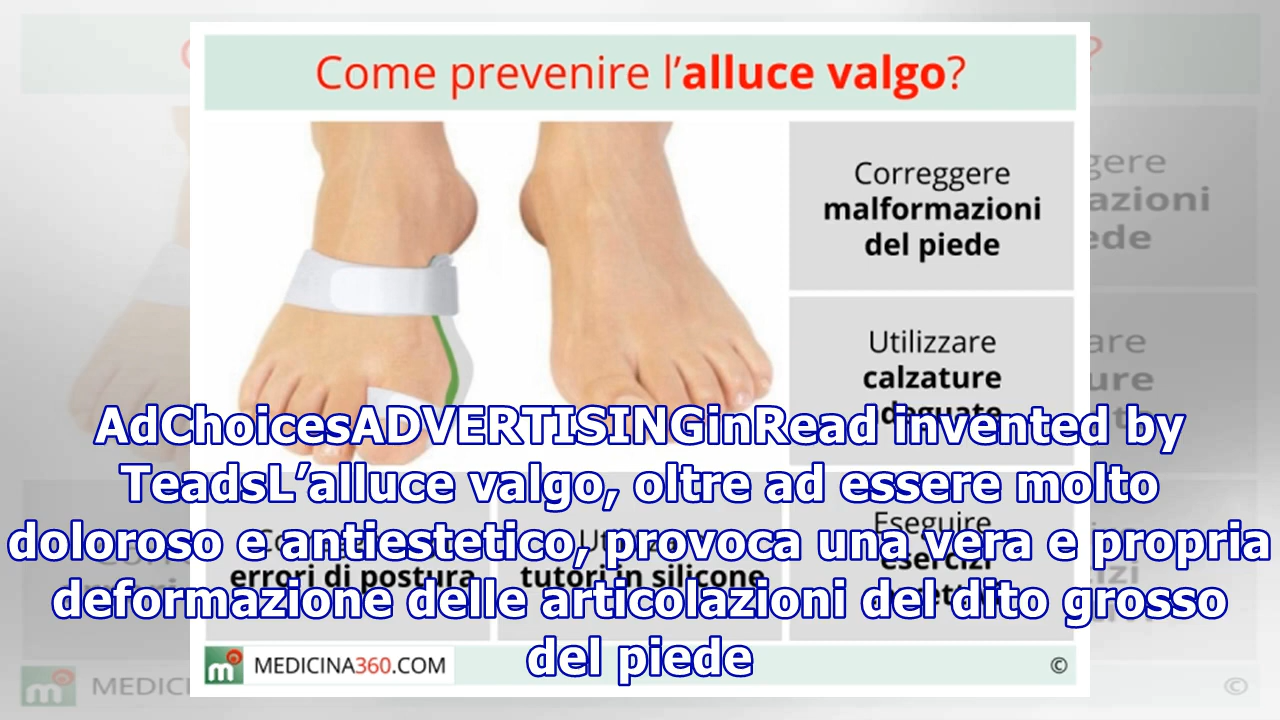 Come prevenire l'alluce valgo?
Correggere
malformazioni
del piede
Utilizzare
calzature
adeguate
AdChoicesADVERTISINGinRead invented by
TeadsL’alluce valgo, oltre ad essere molto
doloroso e antiestetico, provoca una vera e propria
deformazione delle articolazioni del dito grosso
del piede
errori di postura
tutori in silicone
Eseguire
esercizi
MEDICINA360.COM
©